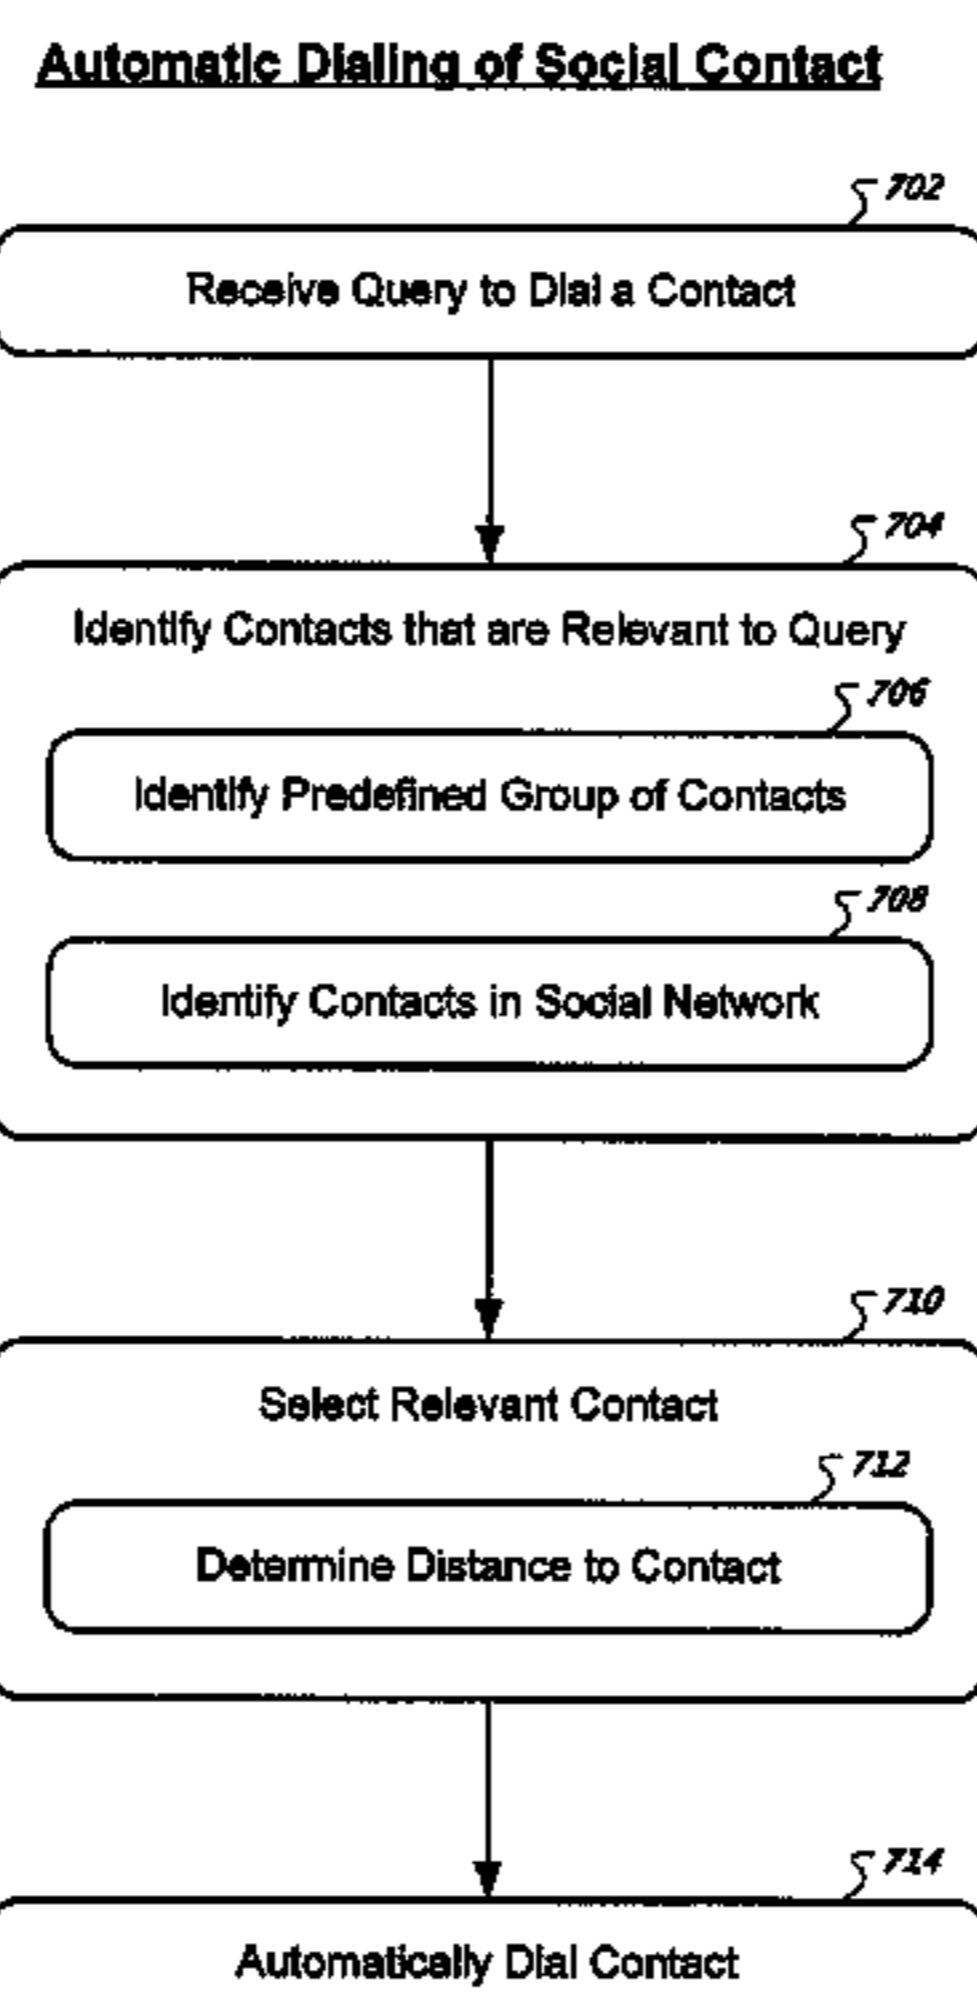 Automatic Dialing of Social Contact
702
Receive Query to Dial a Contact
704
Identify Contacts that are Relevant to Query
706
Identify Predefined Group of Contacts
708
Identify Contacts in Social Network
710
Select Relevant Contact
712
Determine Distance to Contact
714
Automatically Dial Contact